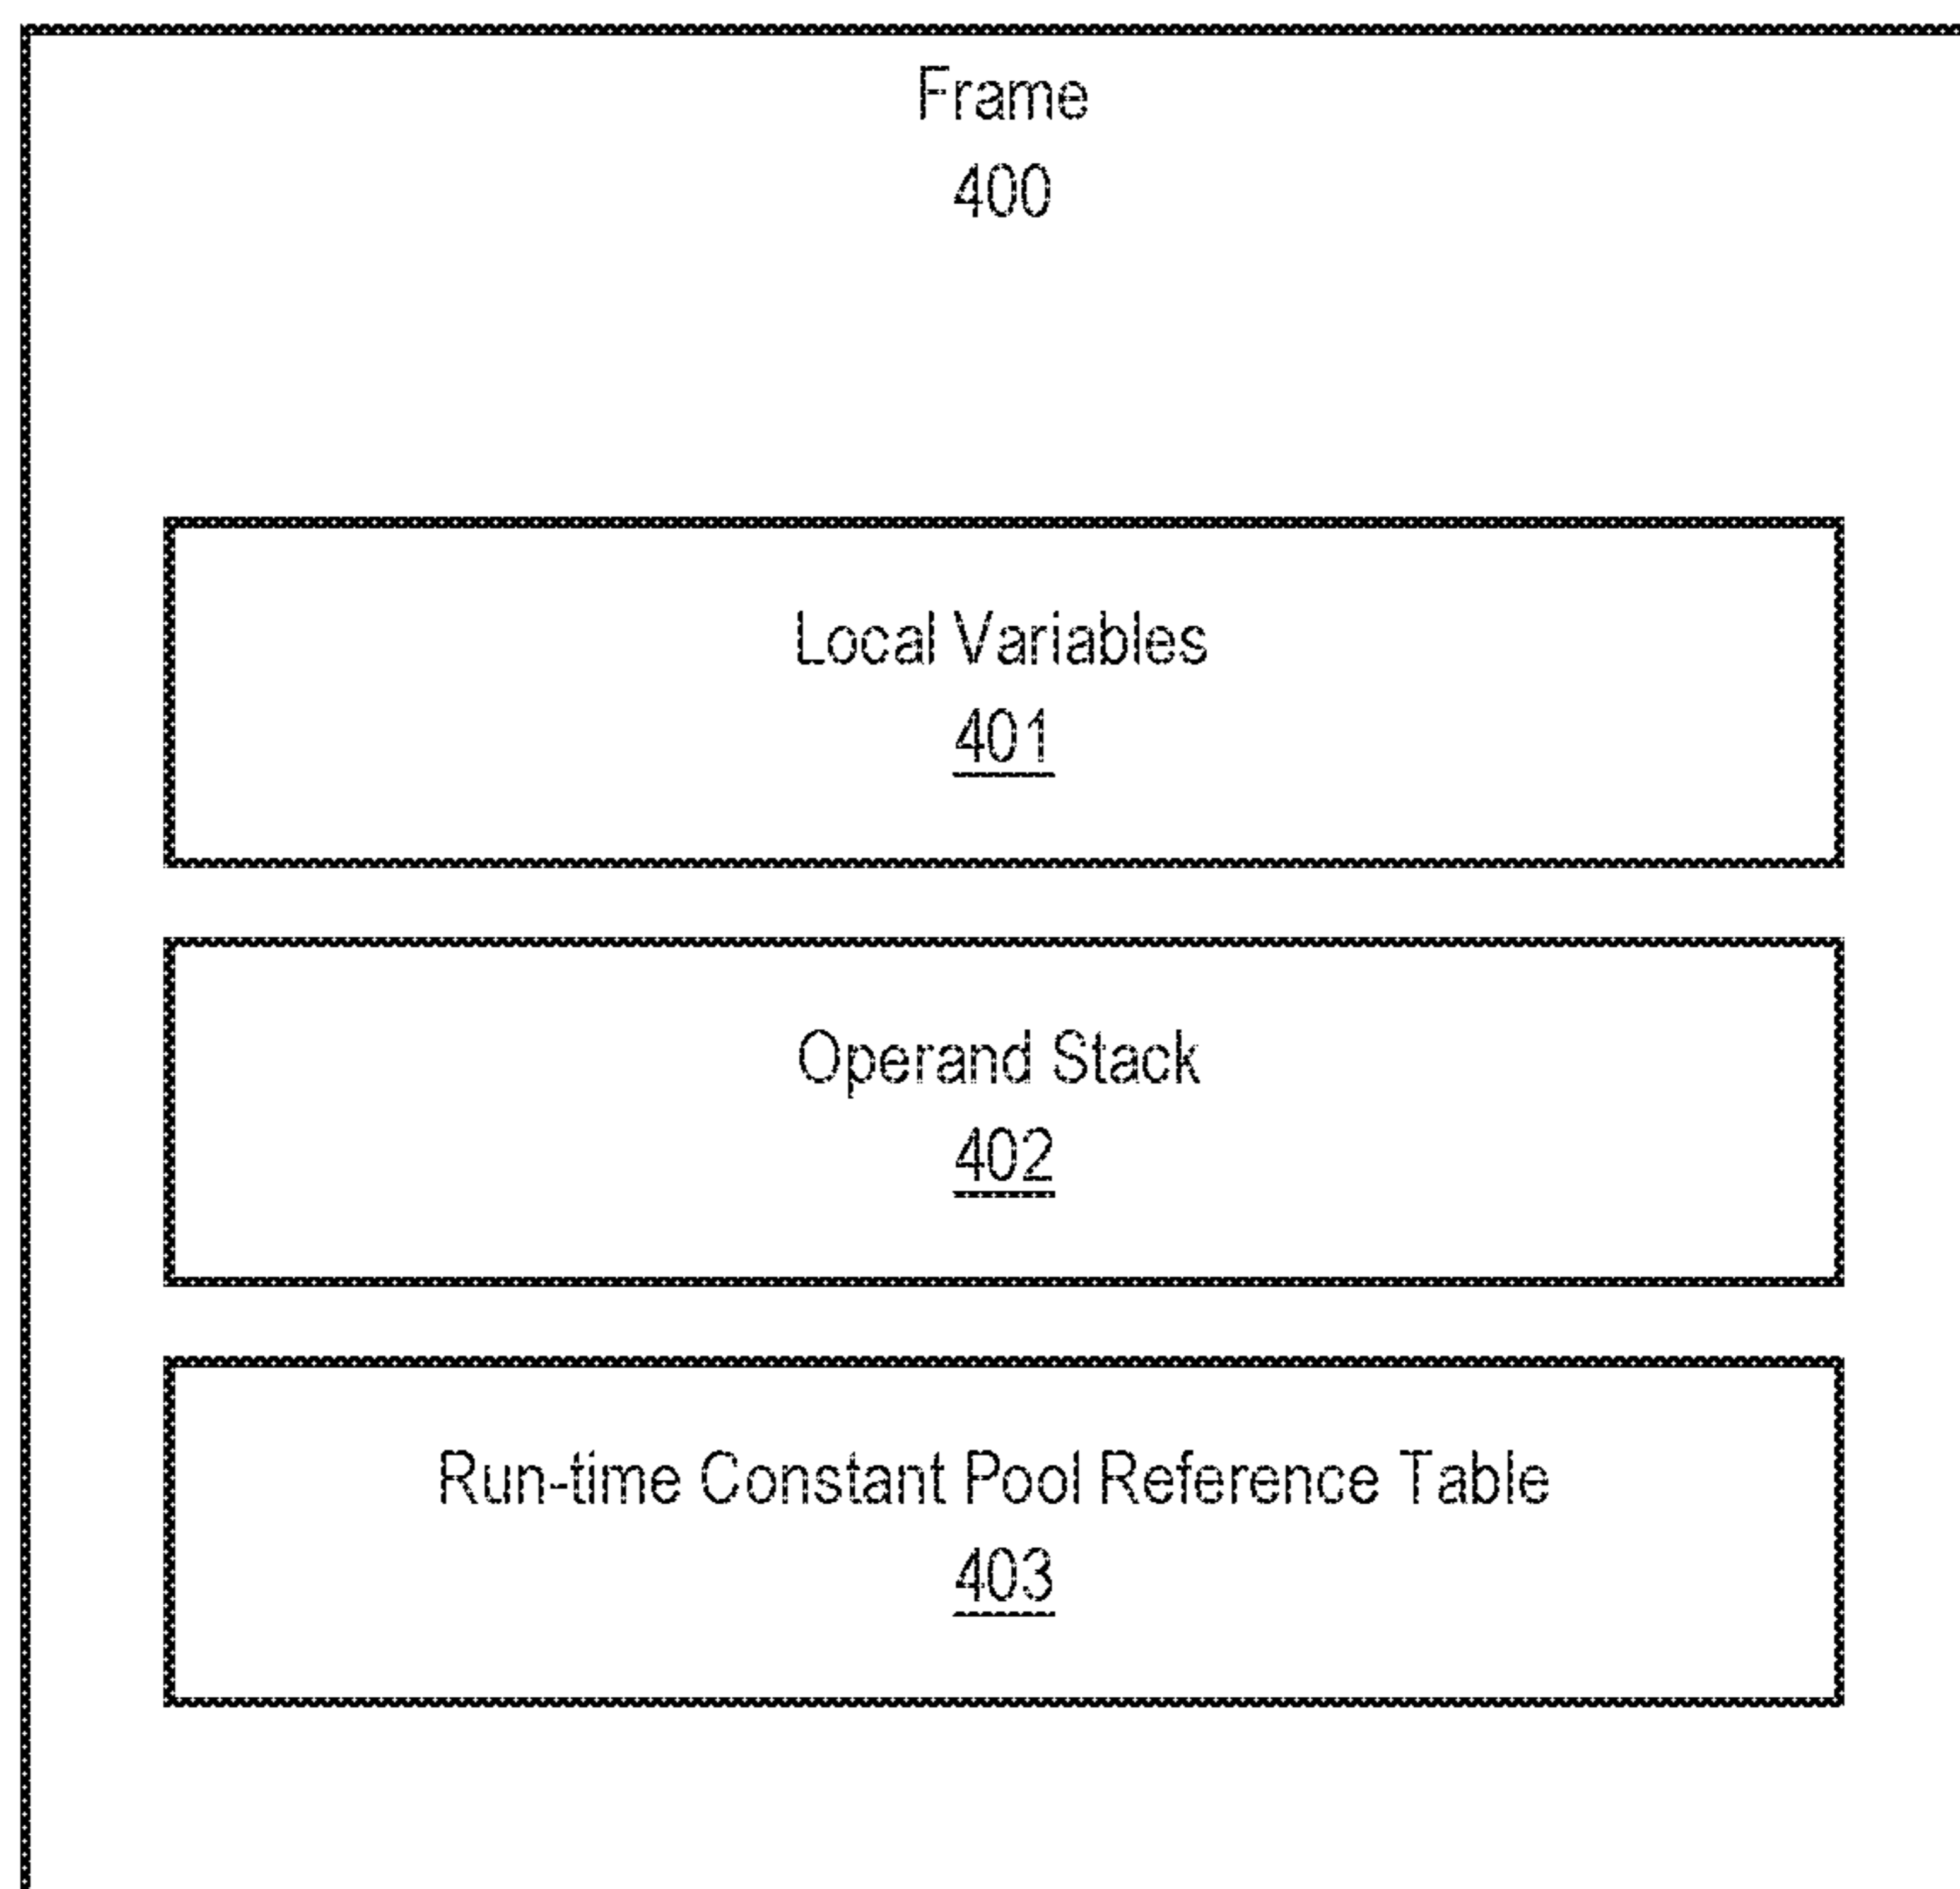 Frame
400
Local Variables
401
Operand Stack
402
Run-time Constant Pool Reference Table
403